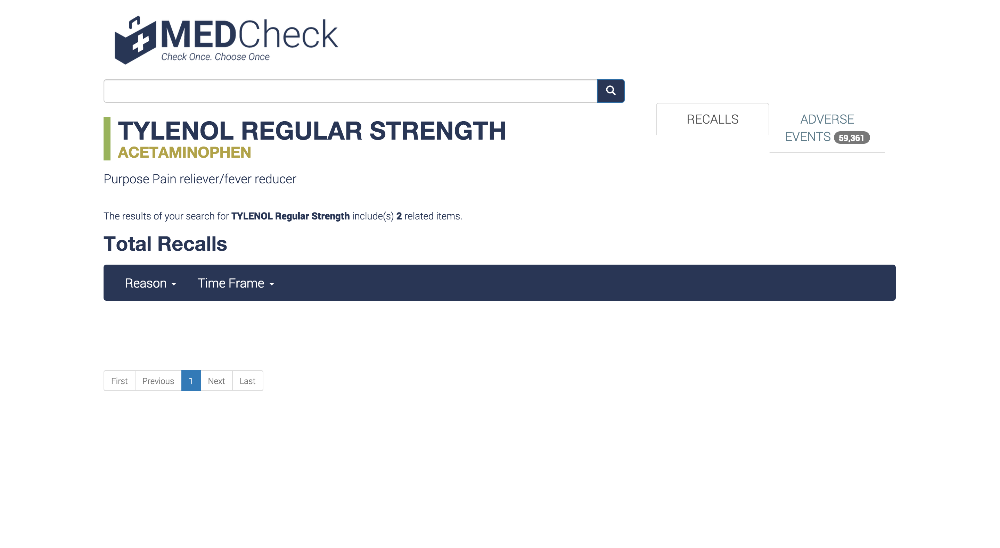 MEDCheck
Check Once. Choose Once
RECALLS
ADVERSE
EVENTS 59,361
TYLENOL REGULAR STRENGTH
ACETAMINOPHEN
Purpose Pain reliever/fever reducer
The results of your search for TYLENOL Regular Strength include(s) 2 related items.
Total Recalls
Reason Time Frame
First Previous 1 Next Last